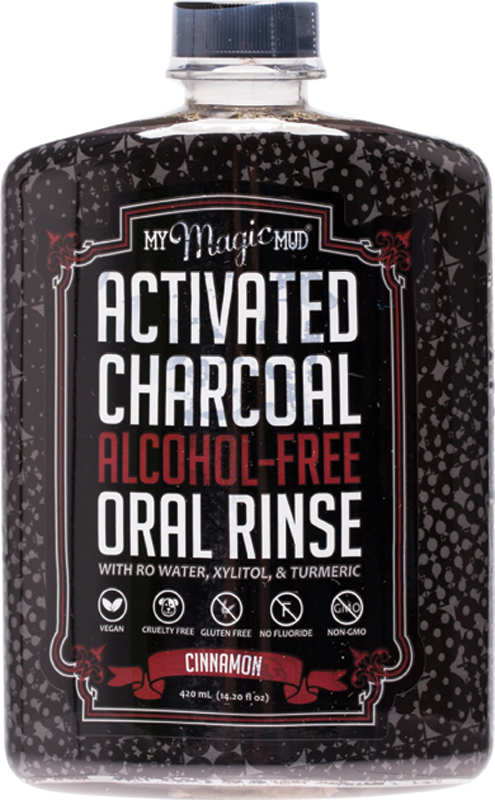 MY Magic MUD®
ACTIVATED
CHARCOAL
ALCOHOL-FREE
ORAL RINSE
WITH RO WATER, XYLITOL, & TURMERIC
VEGAN CRUELTY FREE GLUTEN FREE NO FLUORIDE NON-GMO
F GMO
CINNAMON
420 mL (14.20 fl oz)